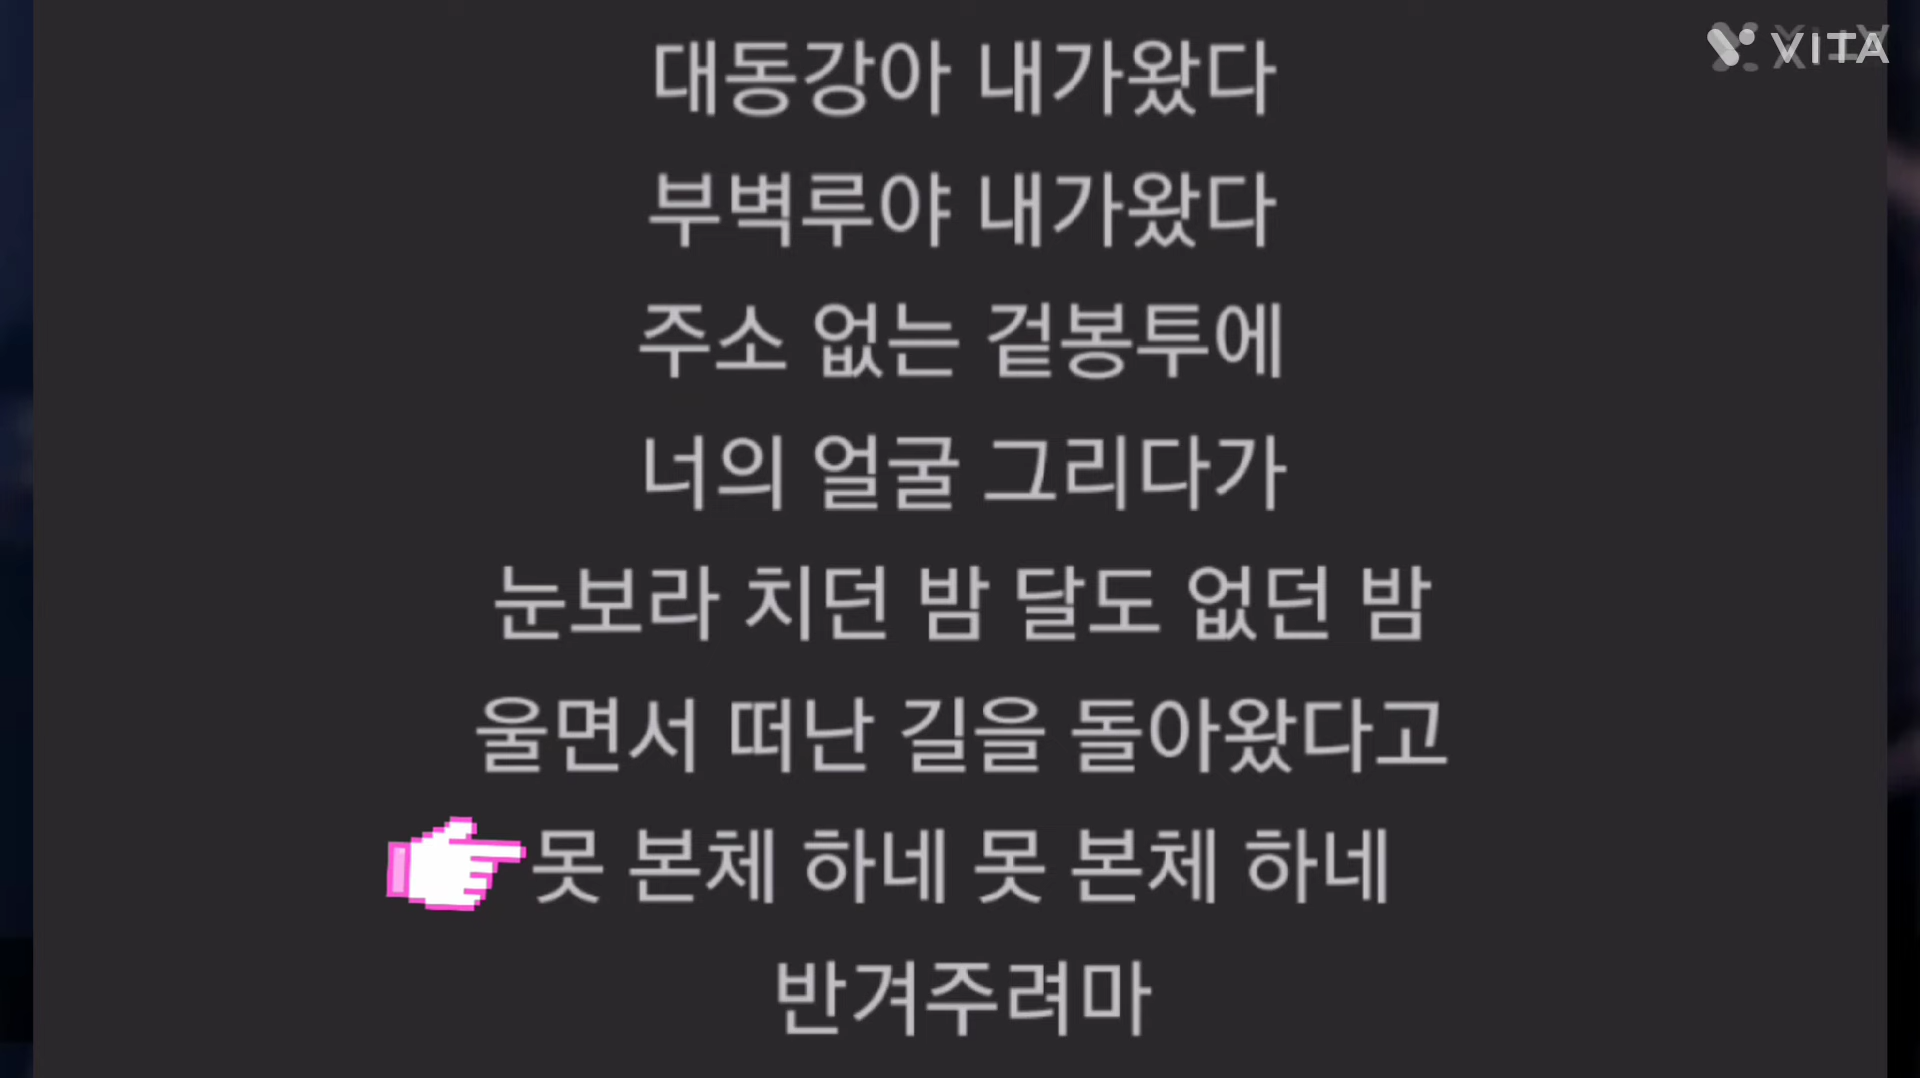 대동강아 내가왔다
VITA
부벽루야 내가왔다
주소 없는 겉봉투에
너의 얼굴 그리다가
눈보라 치던 밤 달도 없던 밤
울면서 떠난 길을 돌아왔다고
못 본체 하네 못 본체 하네
반겨주려마